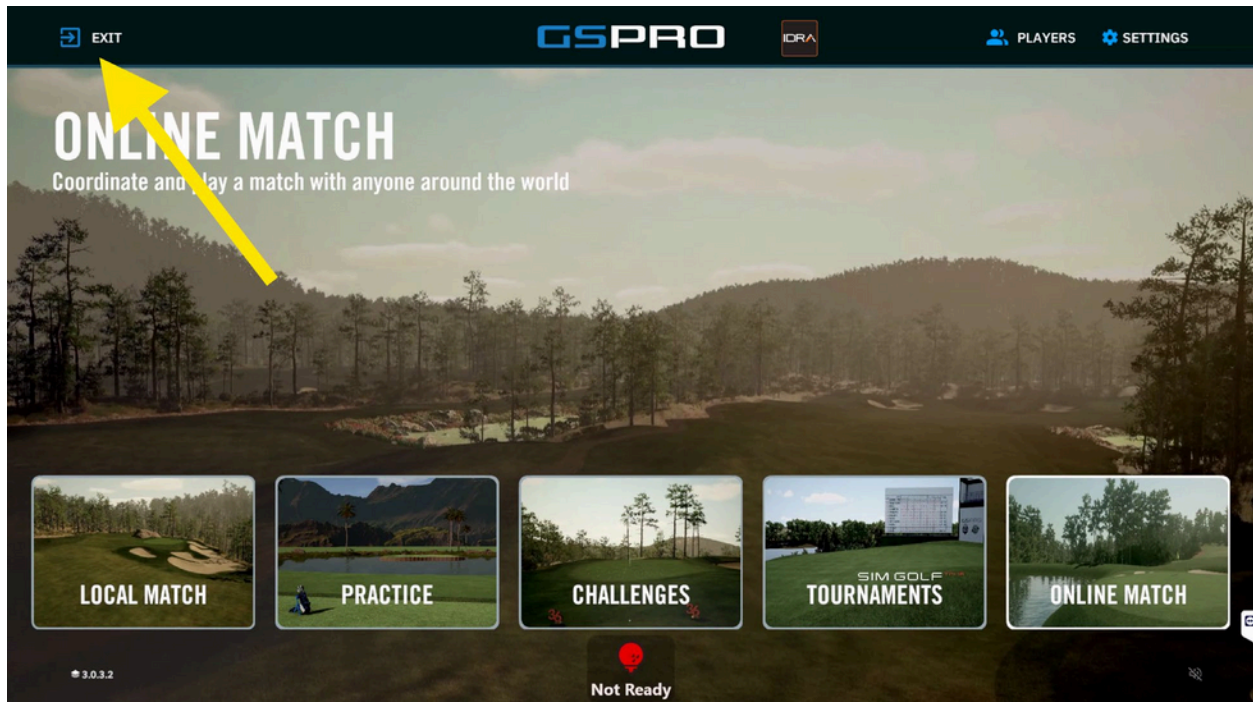 EXIT
GSPRO
IDRA
PLAYERS
SETTINGS
ONLINE MATCH
Coordinate and play a match with anyone around the world
LOCAL MATCH
PRACTICE
CHALLENGES
SIM GOLF
TOURNAMENTS
ONLINE MATCH
3.0.3.2
Not Ready